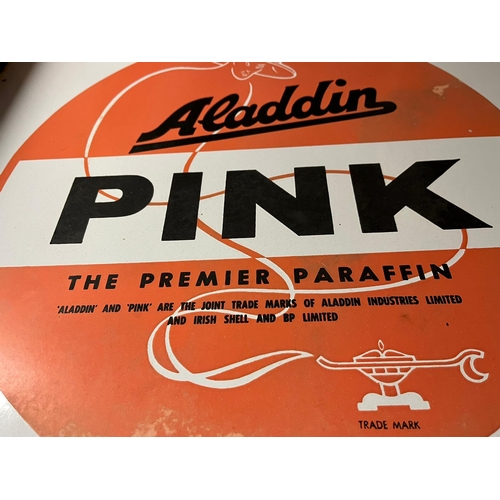 Aladdin
PINK
THE PREMIER PARAFFIN
'ALADDIN' AND 'PINK' ARE THE JOINT TRADE MARKS OF ALADDIN INDUSTRIES LIMITED
AND IRISH SHELL AND BP LIMITED
TRADE MARK